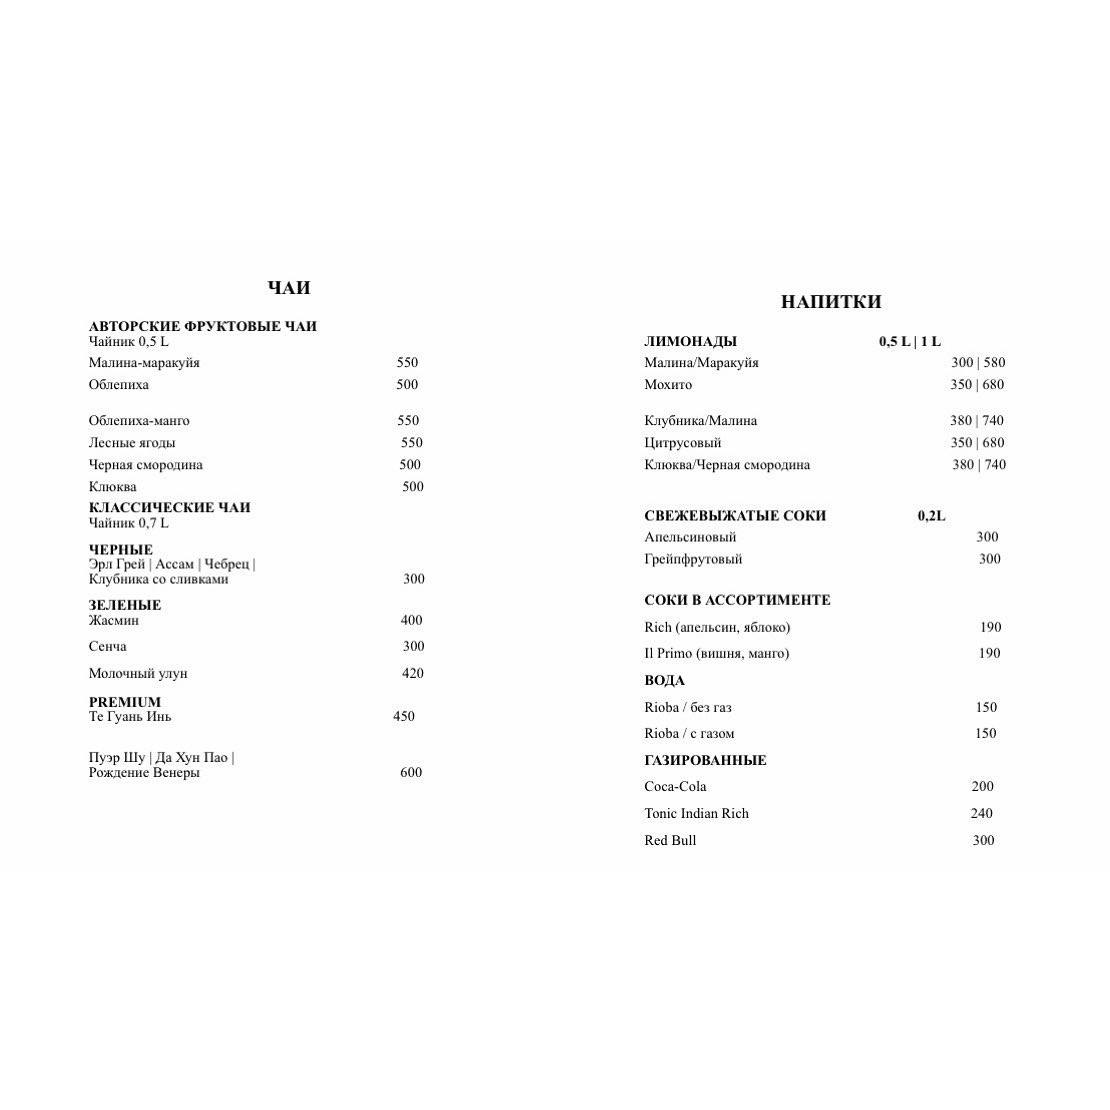 ЧАИ
АВТОРСКИЕ ФРУКТОВЫЕ ЧАИ
Чайник 0,5 L
Малина-маракуйя 550
Облепиха 500
Облепиха-манго 550
Лесные ягоды 550
Черная смородина 500
Клюква 500
КЛАССИЧЕСКИЕ ЧАИ
Чайник 0,7 L
ЧЕРНЫЕ
Эрл Грей | Ассам | Чебрец |
Клубника со сливками 300
ЗЕЛЕНЫЕ
Жасмин 400
Сенча 300
Молочный улун 420
PREMIUM
Те Гуань Инь 450
Пуэр Шу | Да Хун Пао |
Рождение Венеры 600
НАПИТКИ
ЛИМОНАДЫ 0,5 L | 1 L
Малина/Маракуйя 300 | 580
Мохито 350 | 680
Клубника/Малина 380 | 740
Цитрусовый 350 | 680
Клюква/Черная смородина 380 | 740
СВЕЖЕВЫЖАТЫЕ СОКИ 0,2L
Апельсиновый 300
Грейпфрутовый 300
СОКИ В АССОРТИМЕНТЕ
Rich (апельсин, яблоко) 190
Il Primo (вишня, манго) 190
ВОДА
Rioba / без газ 150
Rioba / с газом 150
ГАЗИРОВАННЫЕ
Coca-Cola 200
Tonic Indian Rich 240
Red Bull 300